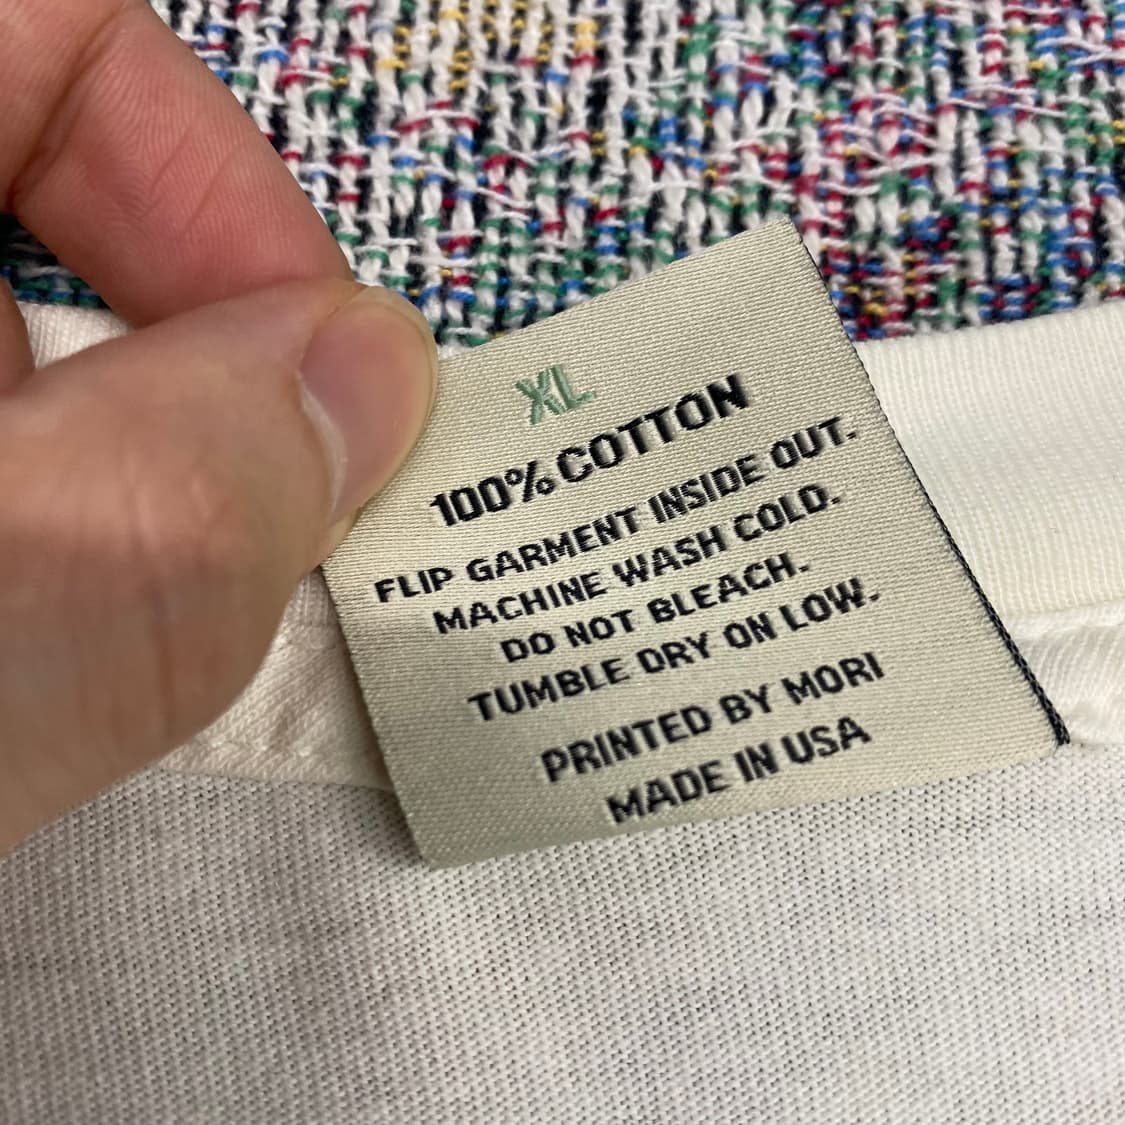 XL
100% COTTON
FLIP GARMENT INSIDE OUT.
MACHINE WASH COLD.
DO NOT BLEACH.
TUMBLE DRY ON LOW.
PRINTED BY MORI
MADE IN USA